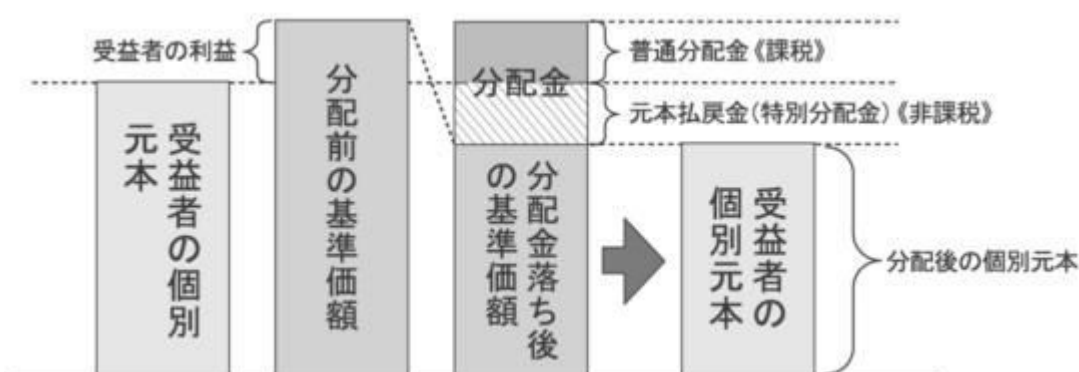 受益者の利益
受益者の個別
元本
分配前の基準価額
分配金
分配金落ち後
の基準価額
普通分配金《課税》
元本払戻金(特別分配金)《非課税》
受益者の
個別元本
分配後の個別元本